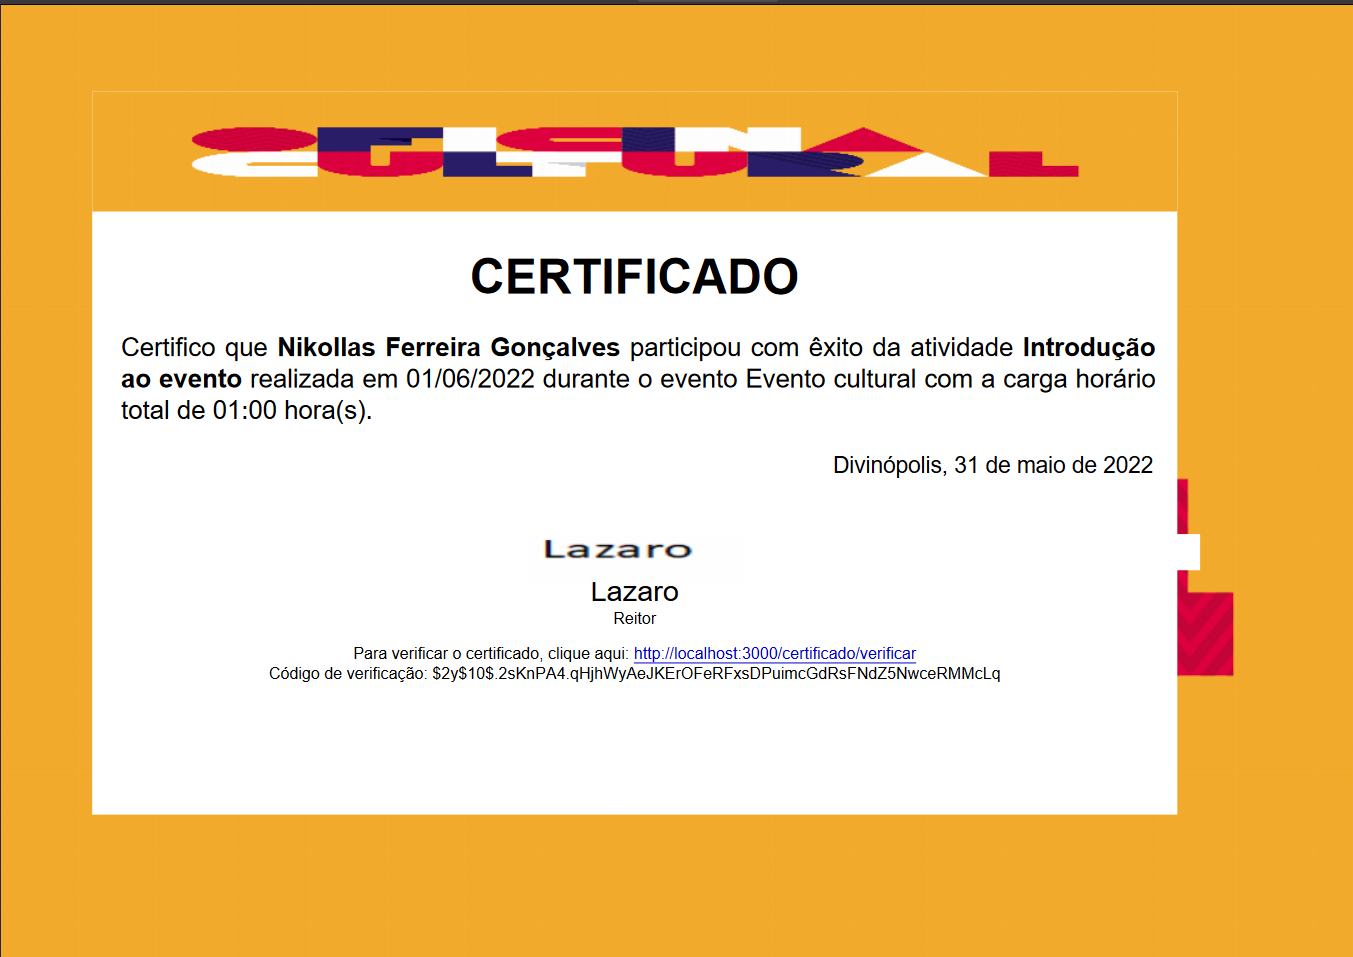 OFICINA
CULTURAL
CERTIFICADO
Certifico que Nikollas Ferreira Gonçalves participou com êxito da atividade Introdução
ao evento realizada em 01/06/2022 durante o evento Evento cultural com a carga horário
total de 01:00 hora(s).
Divinópolis, 31 de maio de 2022
Lazaro
Lazaro
Reitor
Para verificar o certificado, clique aqui: http://localhost:3000/certificado/verificar
Código de verificação: $2y$10$.2sKnPA4.qHjhWyAeJKErOFeRFxsDPuimcGdRsFNdZ5NwceRMMcLq